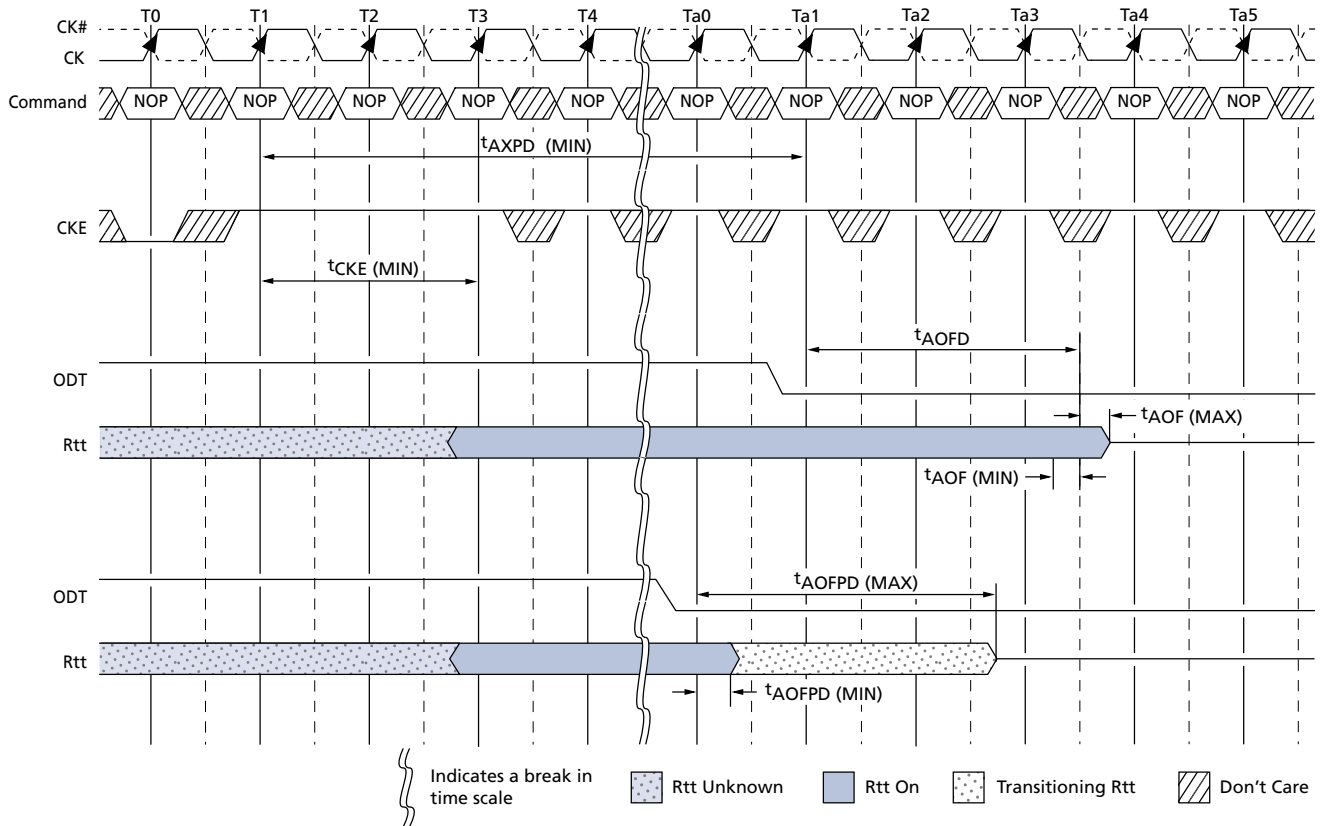 T0 T1 T2 T3 T4 Ta0 Ta1 Ta2 Ta3 Ta4 Ta5
CK#
CK
Command NOP NOP NOP NOP NOP NOP NOP NOP NOP NOP NOP
tAXPD (MIN)
CKE
tCKE (MIN)
tAOFD
ODT
tAOF (MAX)
Rtt
tAOF (MIN)
tAOFPD (MAX)
ODT
Rtt
tAOFPD (MIN)
Indicates a break in
time scale
Rtt Unknown
Rtt On
Transitioning Rtt
Don't Care